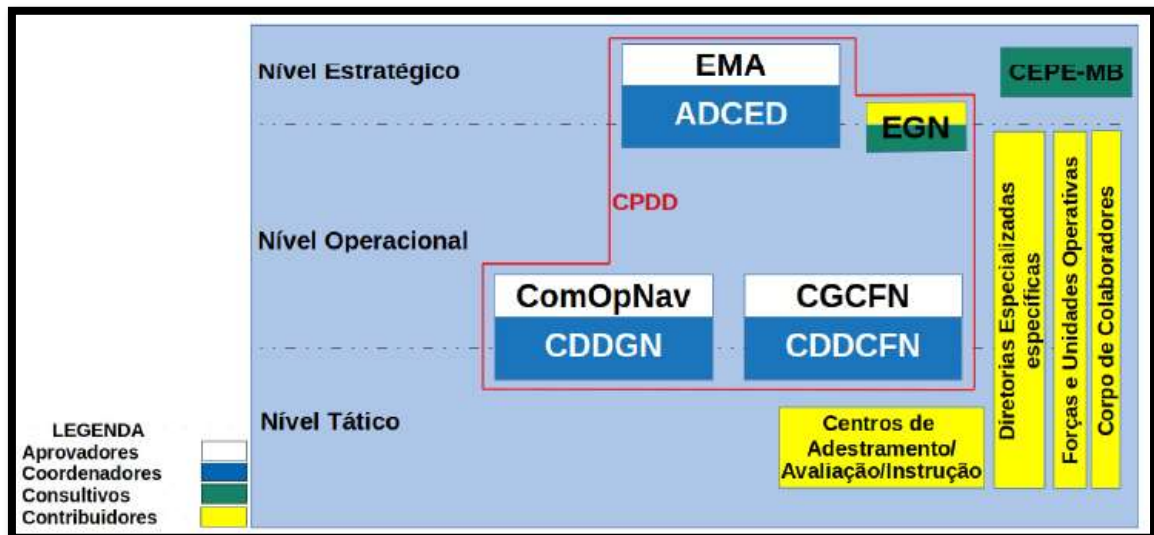 Nível Estratégico
EMA
ADCED
CEPE-MB
EGN
CPDD
Nível Operacional
ComOpNav
CDDGN
CGCFN
CDDCFN
Nível Tático
Centros de
Adestramento/
Avaliação/Instrução
Diretorias Especializadas
específicas
Forças e Unidades Operativas
Corpo de Colaboradores
LEGENDA
Aprovadores
Coordenadores
Consultivos
Contribuidores